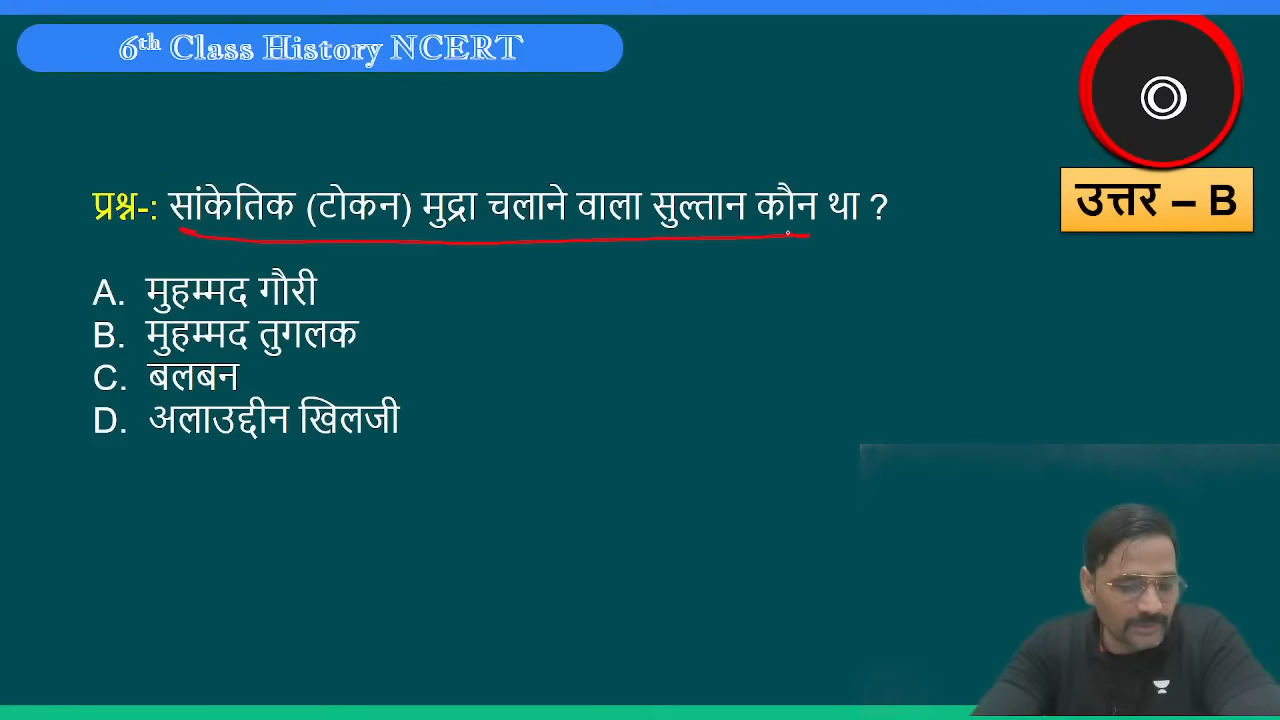 6th Class History NCERT
प्रश्न-: सांकेतिक (टोकन) मुद्रा चलाने वाला सुल्तान कौन था ?
उत्तर – B
A. मुहम्मद गौरी
B. मुहम्मद तुगलक
C. बलबन
D. अलाउद्दीन खिलजी